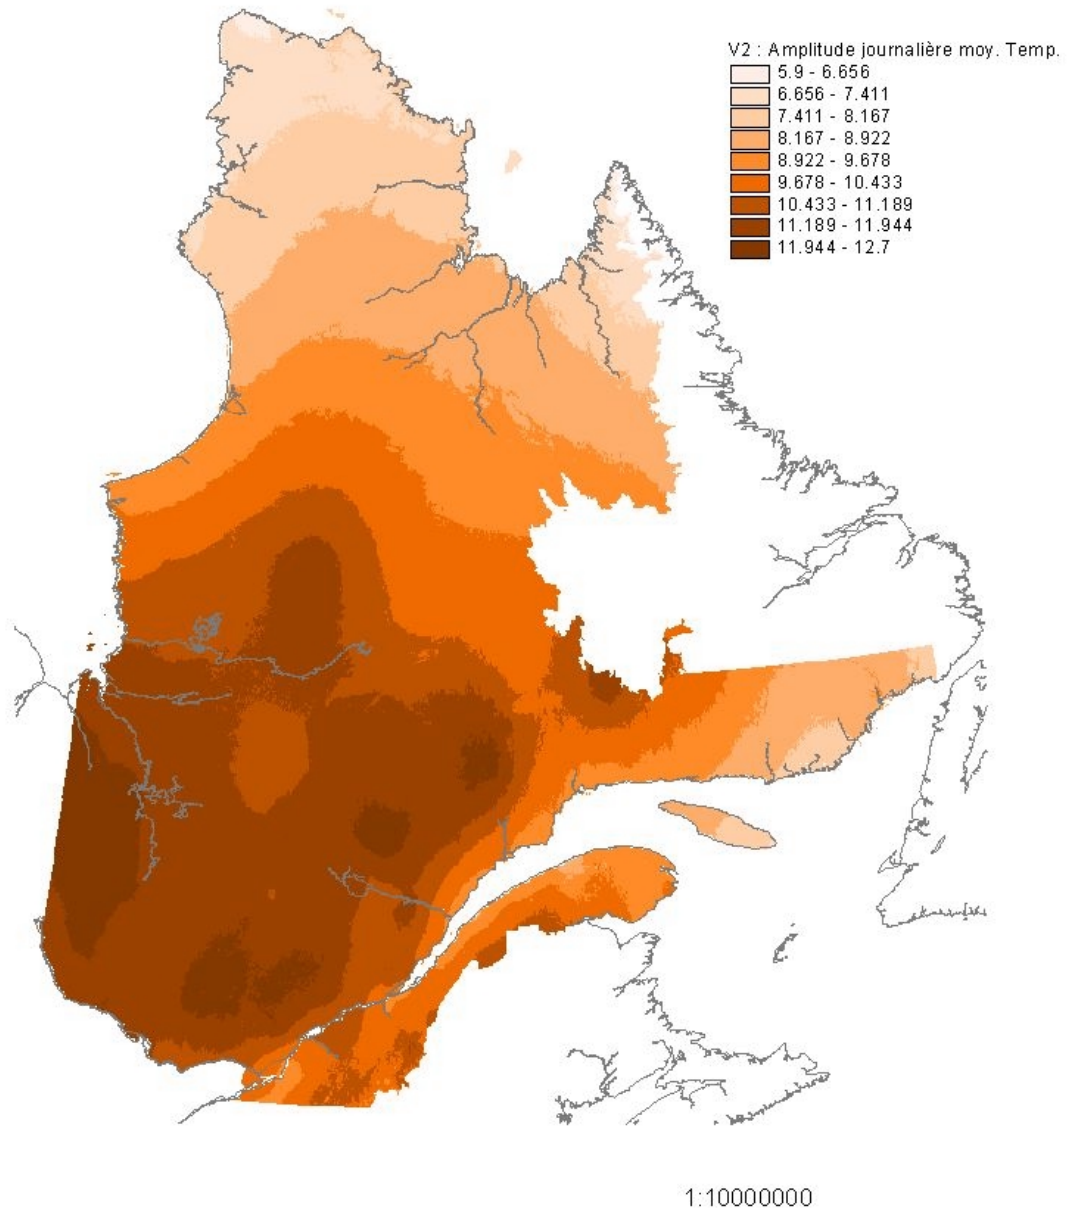 V2 : Amplitude journalière moy. Temp.
5.9 - 6.656
6.656 - 7.411
7.411 - 8.167
8.167 - 8.922
8.922 - 9.678
9.678 - 10.433
10.433 - 11.189
11.189 - 11.944
11.944 - 12.7
1:10000000